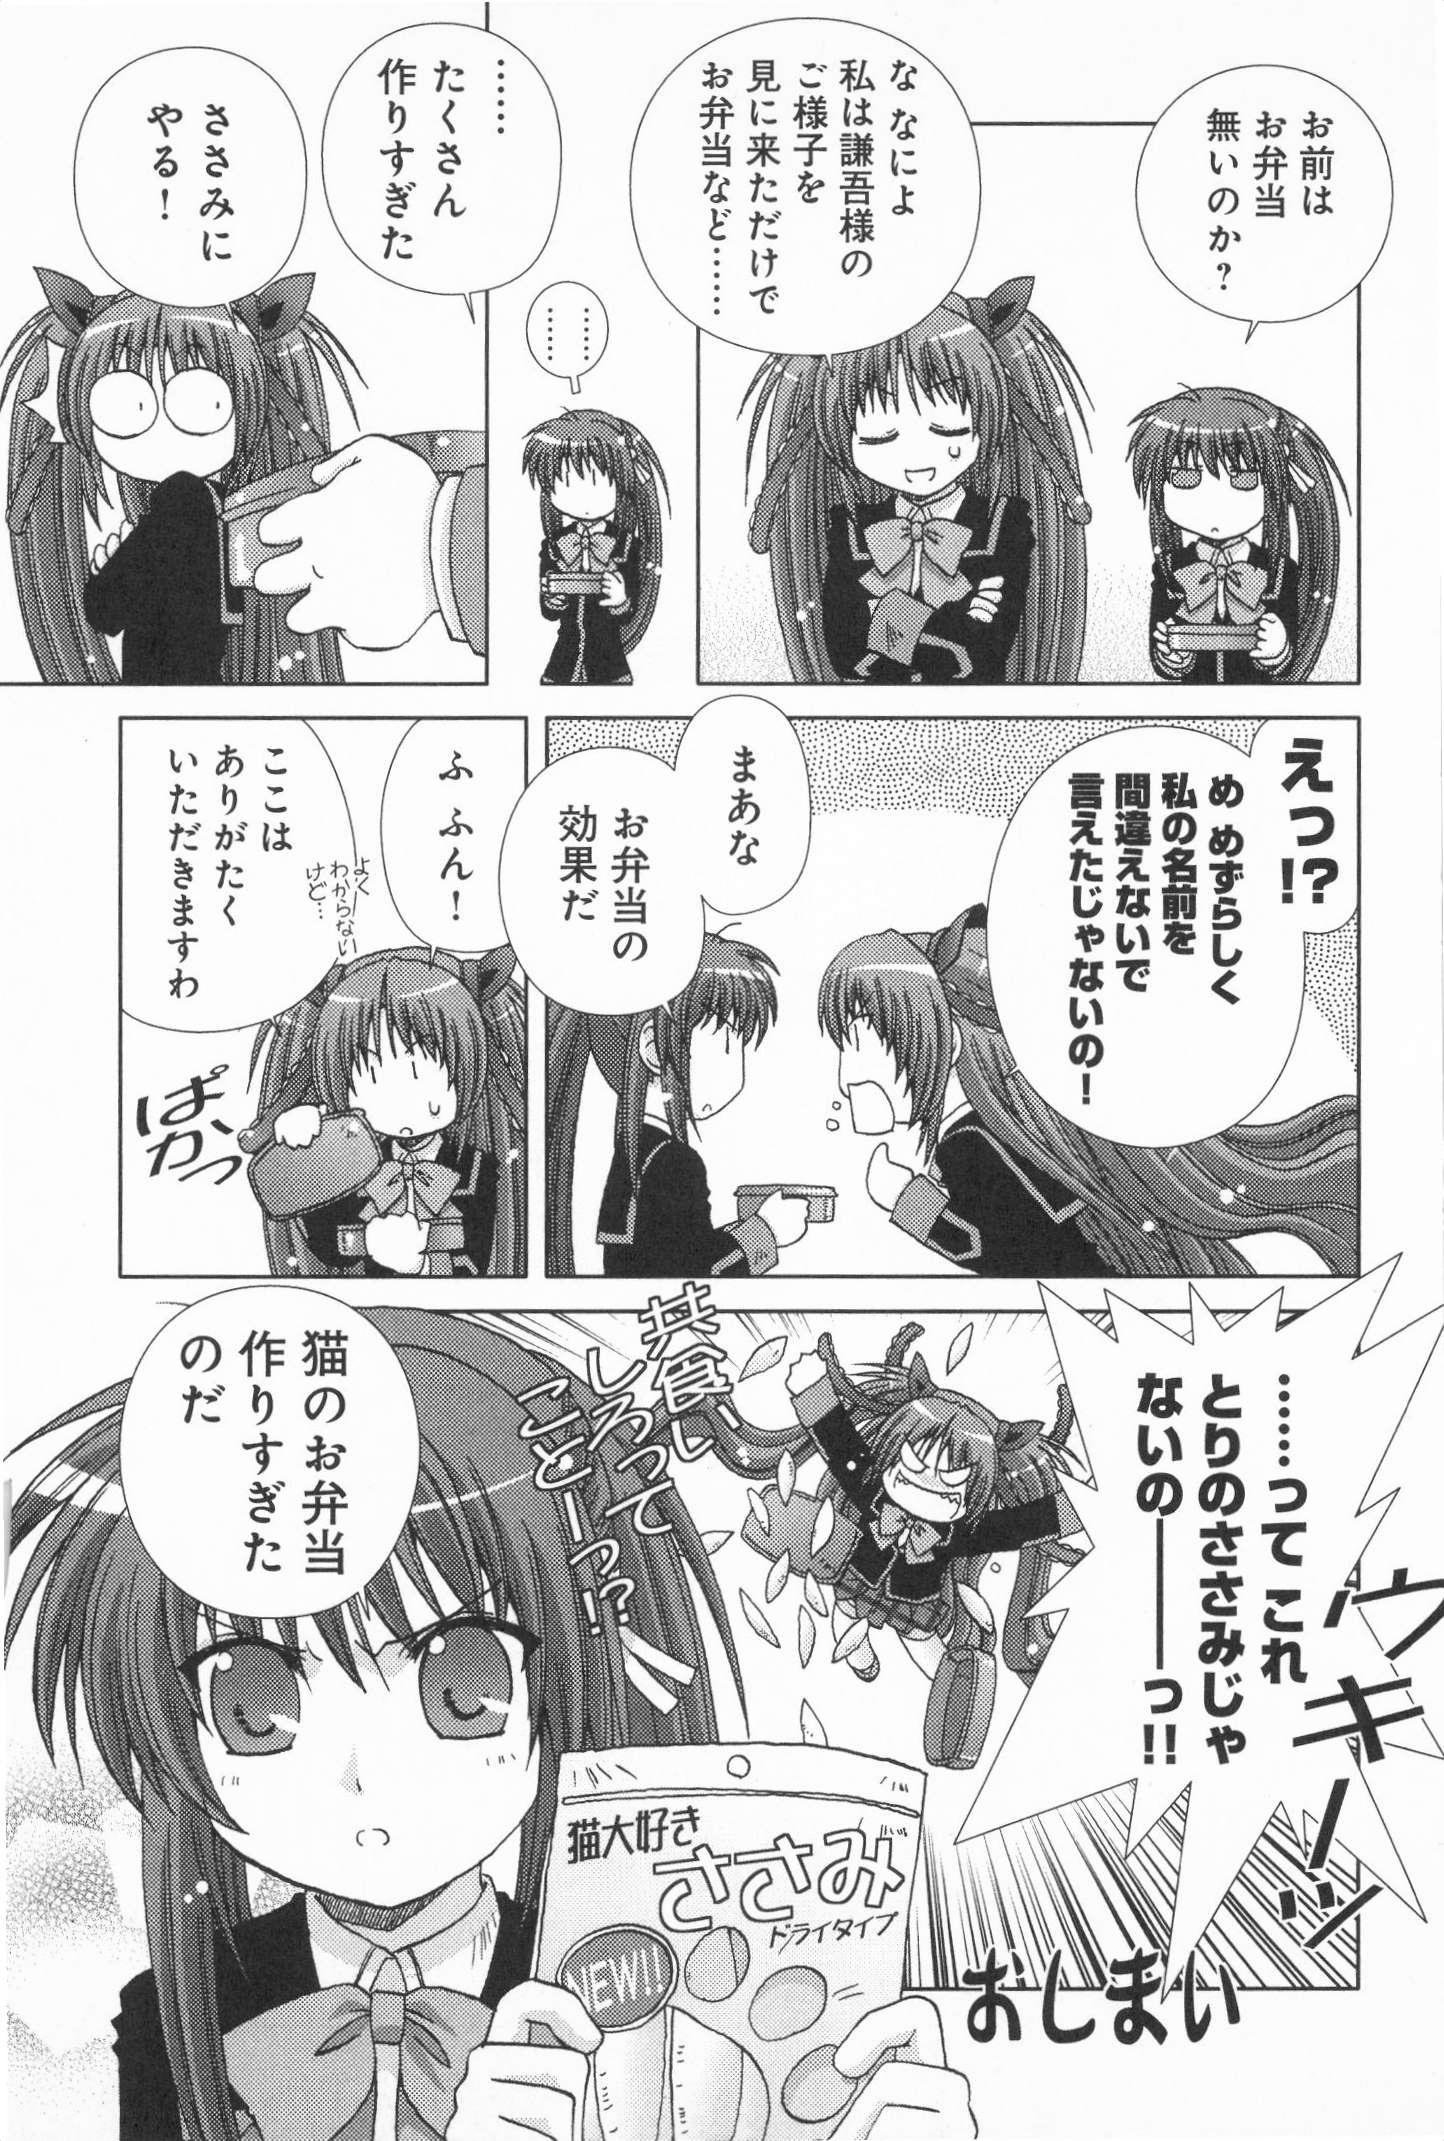 お前は
お弁当
無いのか？
な なによ
私は謙吾様の
ご様子を
見に来ただけで
お弁当など……
……
……
……
たくさん
作りすぎた
ささみに
やる！
えっ!?
め めずらしく
私の名前を
間違えないで
言えたじゃないの！
まあな
お弁当の
効果だ
ふ ふん！
ここは
ありがたく
いただきますわ
よく
わからない
けど…
ぱかっ
……って これ
とりのささみじゃ
ないの――――っ!!
ウキーッ
共食い
しろって
ことーっ!?
猫のお弁当
作りすぎた
のだ
猫大好き
ささみ
ドライタイプ
NEW!!
おしまい